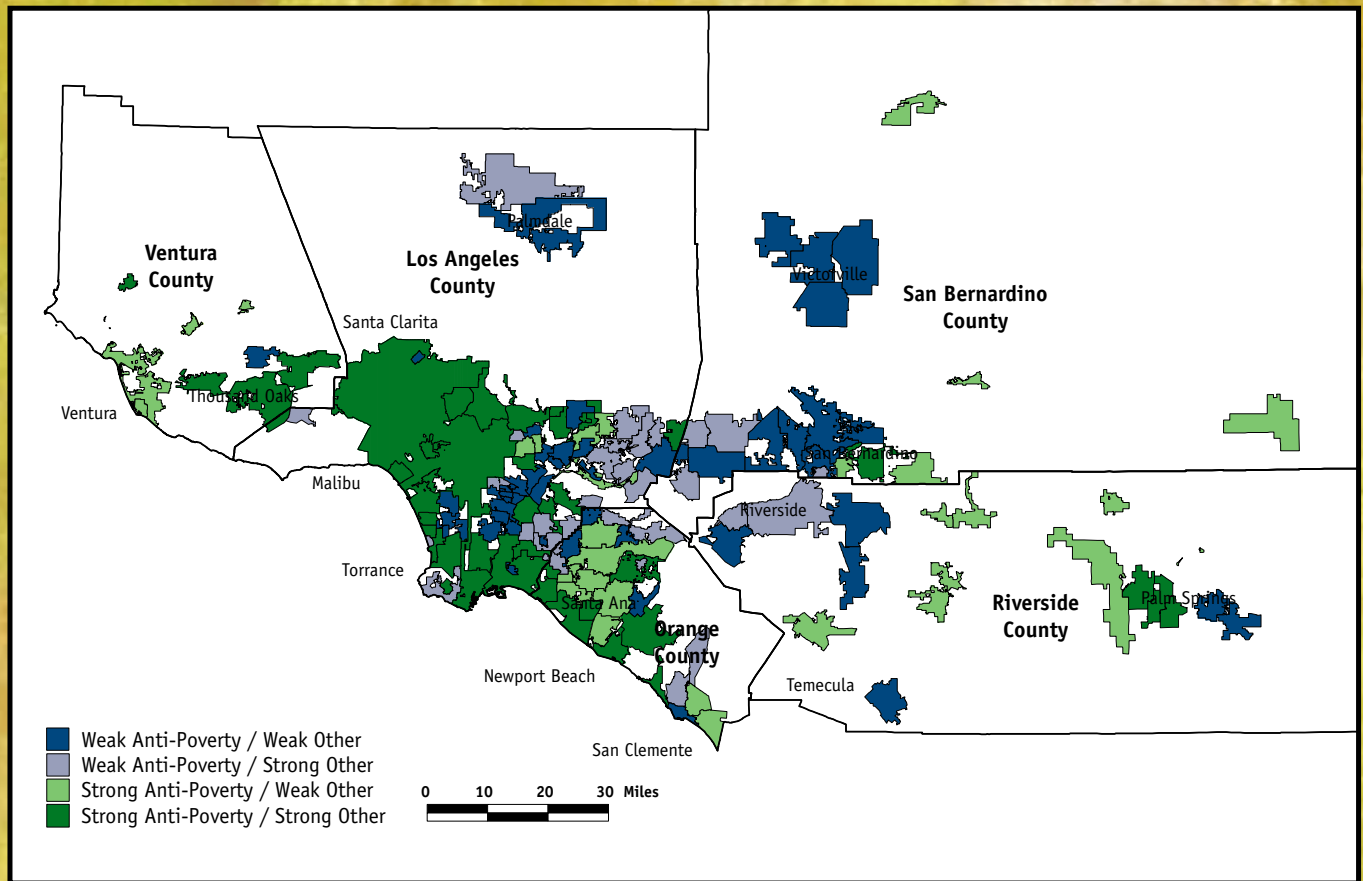 Ventura
County
Los Angeles
County
Palmdale
Victorville
San Bernardino
County
Santa Clarita
Thousand Oaks
Ventura
San Bernardino
Malibu
Riverside
Torrance
Santa Ana
Palm Springs
Riverside
County
Orange
County
Newport Beach
Temecula
San Clemente
Weak Anti-Poverty / Weak Other
Weak Anti-Poverty / Strong Other
Strong Anti-Poverty / Weak Other
Strong Anti-Poverty / Strong Other
0 10 20 30 Miles